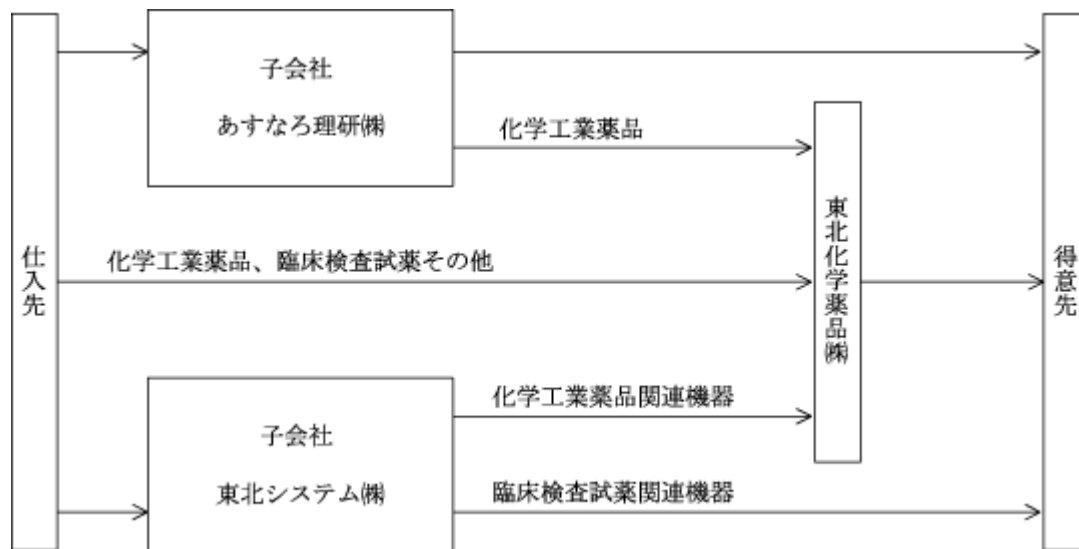 子会社
あすなろ理研㈱
化学工業薬品
仕入先
化学工業薬品、臨床検査試薬その他
東北化学薬品㈱
得意先
化学工業薬品関連機器
子会社
東北システム㈱
臨床検査試薬関連機器